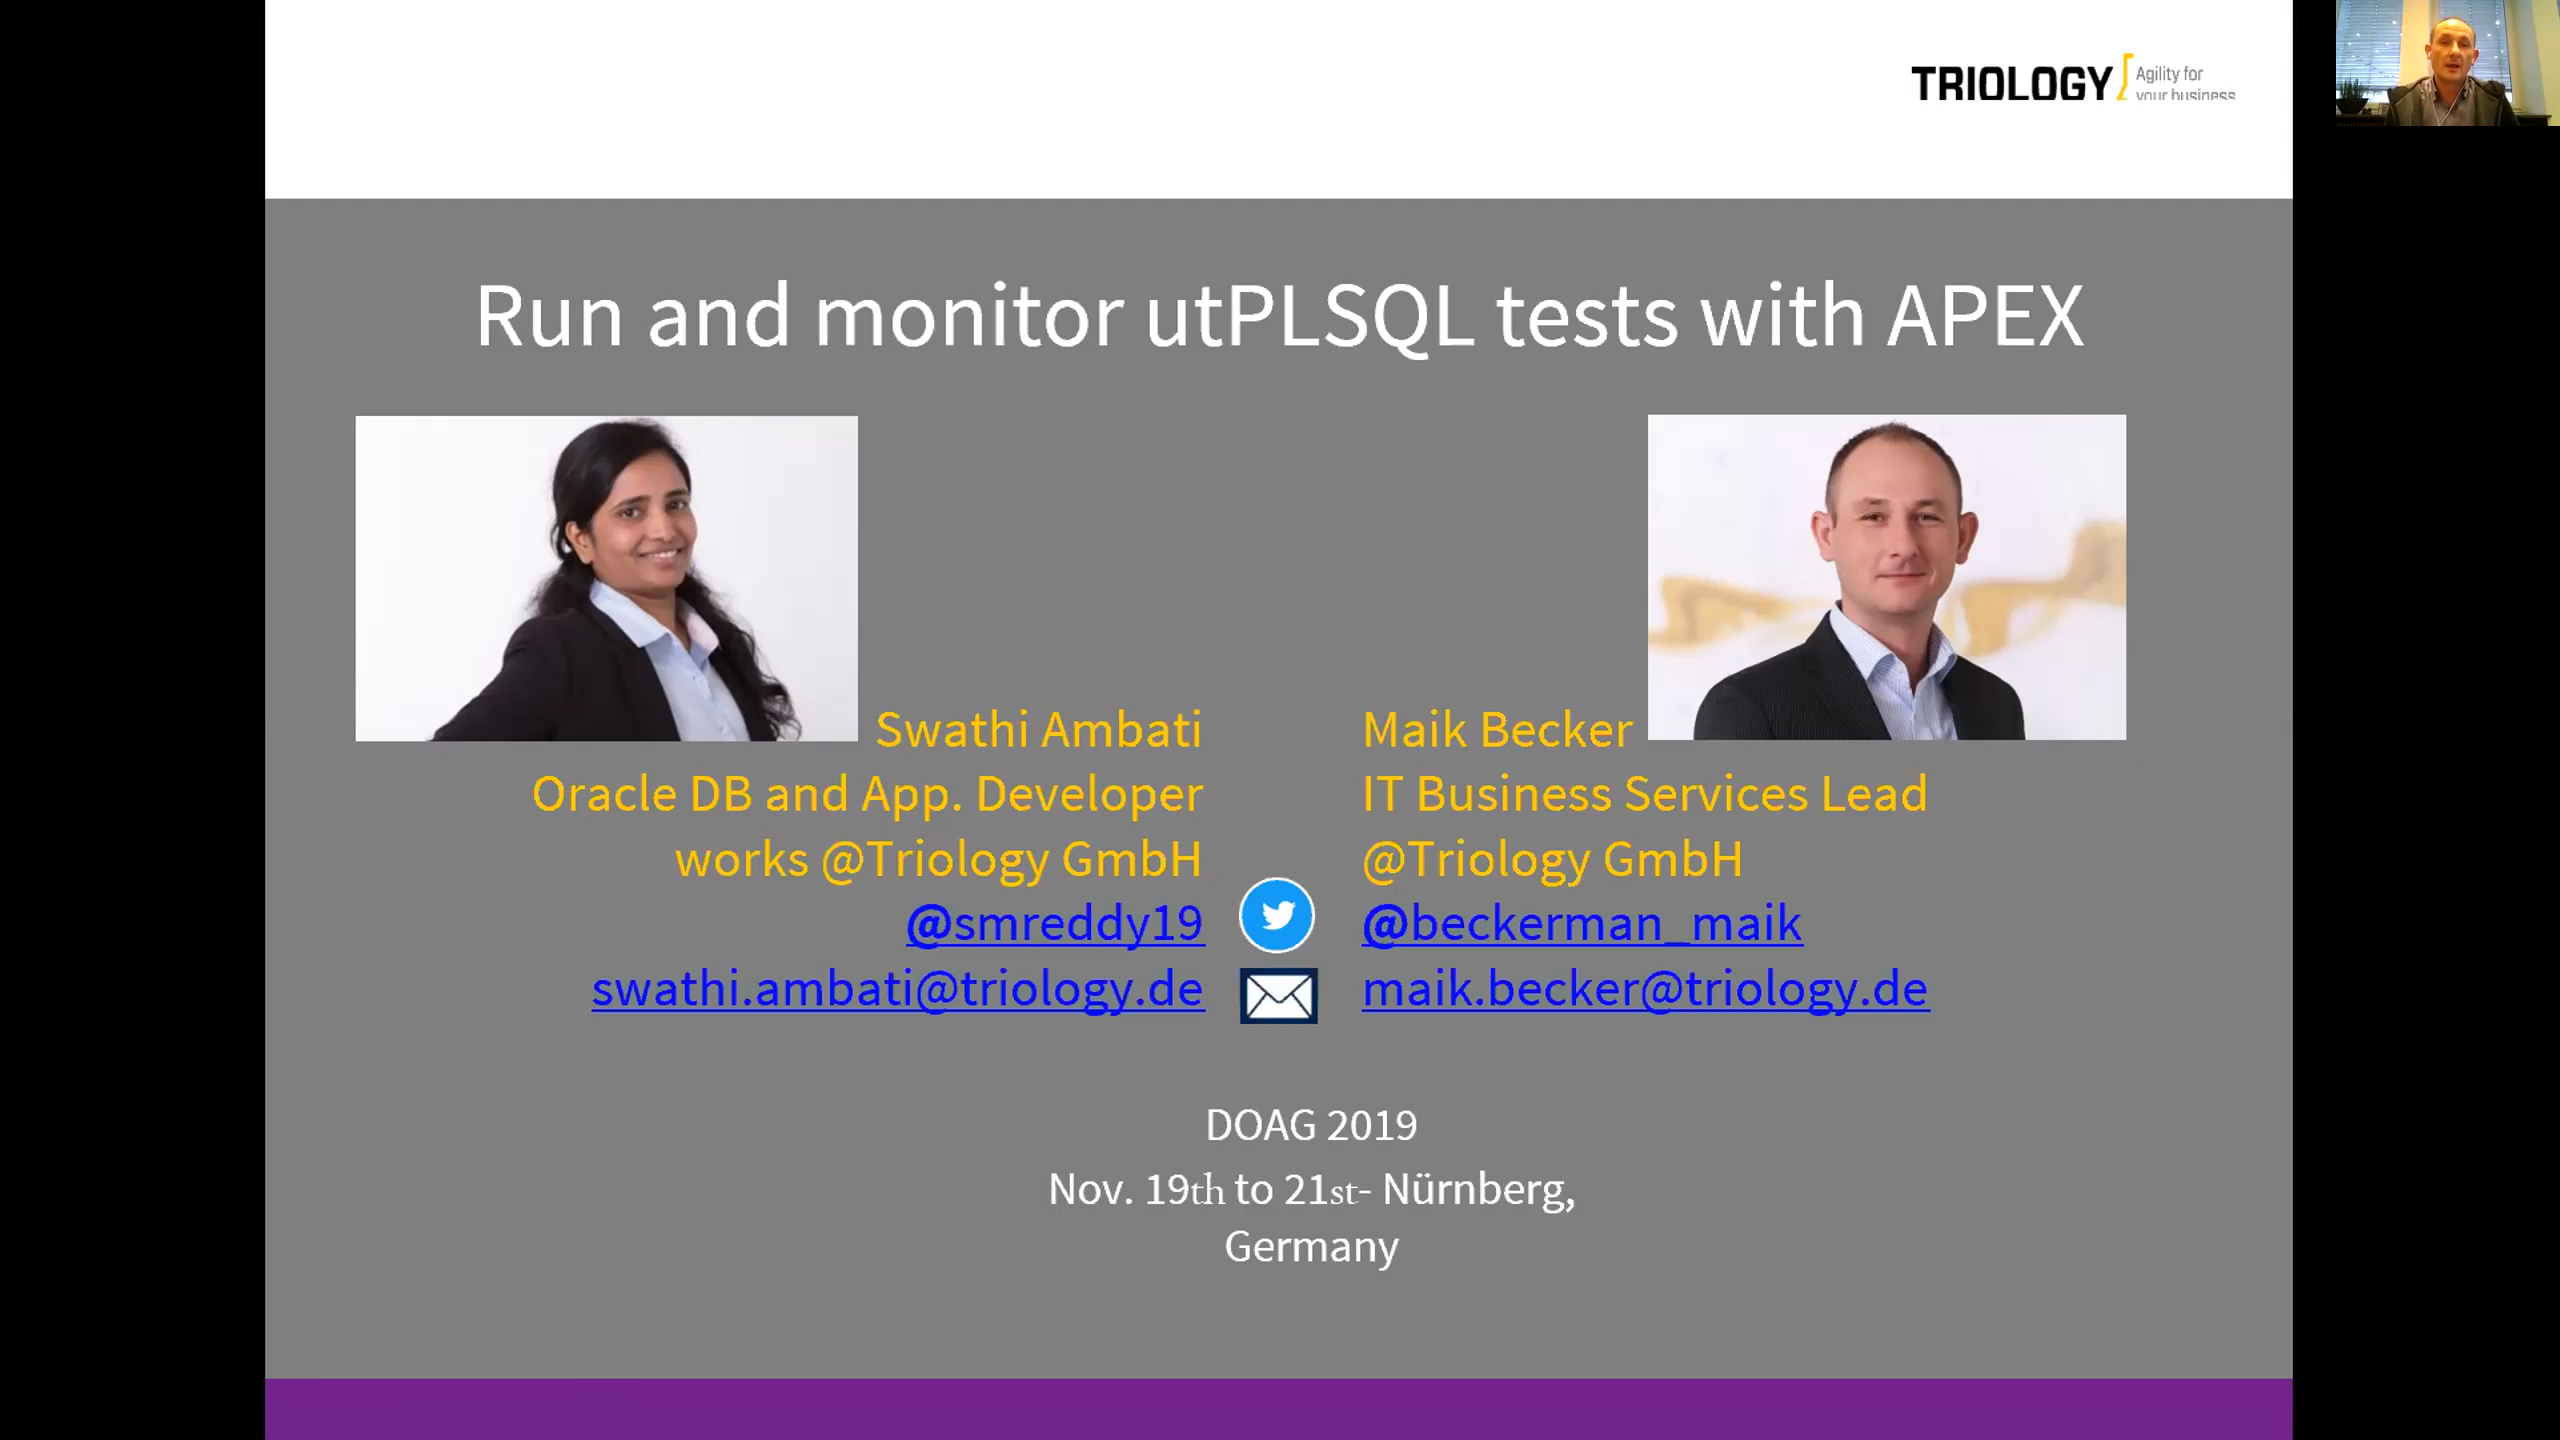 TRIOLOGY
Agility for
your business
Run and monitor utPLSQL tests with APEX
Swathi Ambati
Oracle DB and App. Developer
works @Triology GmbH
@smreddy19
swathi.ambati@triology.de
Maik Becker
IT Business Services Lead
@Triology GmbH
@beckerman_maik
maik.becker@triology.de
DOAG 2019
Nov. 19th to 21st- Nürnberg,
Germany